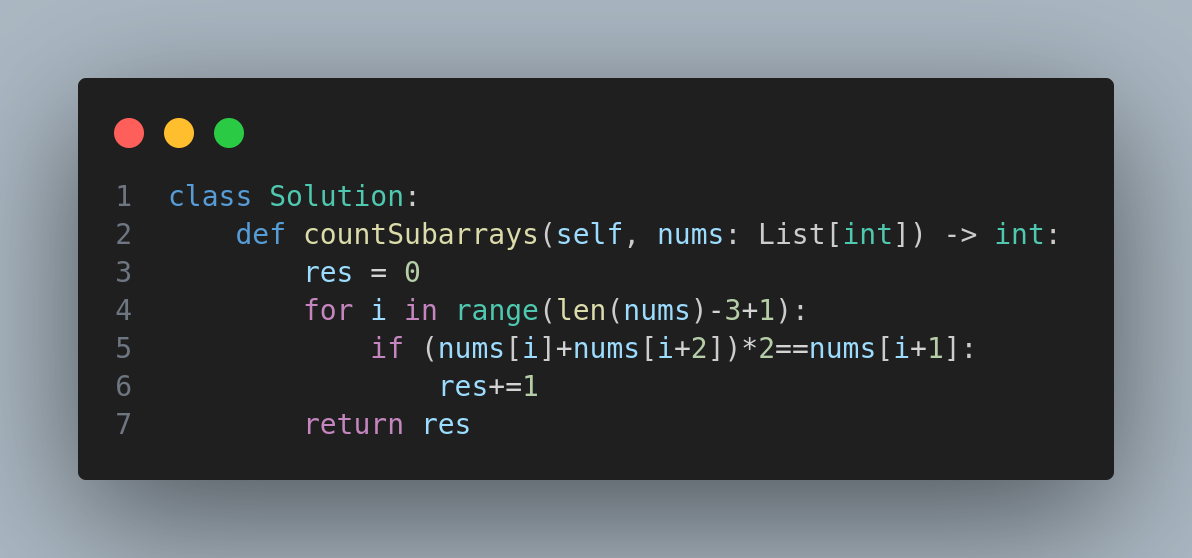 1 class Solution:
2     def countSubarrays(self, nums: List[int]) -> int:
3         res = 0
4         for i in range(len(nums)-3+1):
5             if (nums[i]+nums[i+2])*2==nums[i+1]:
6                 res+=1
7         return res